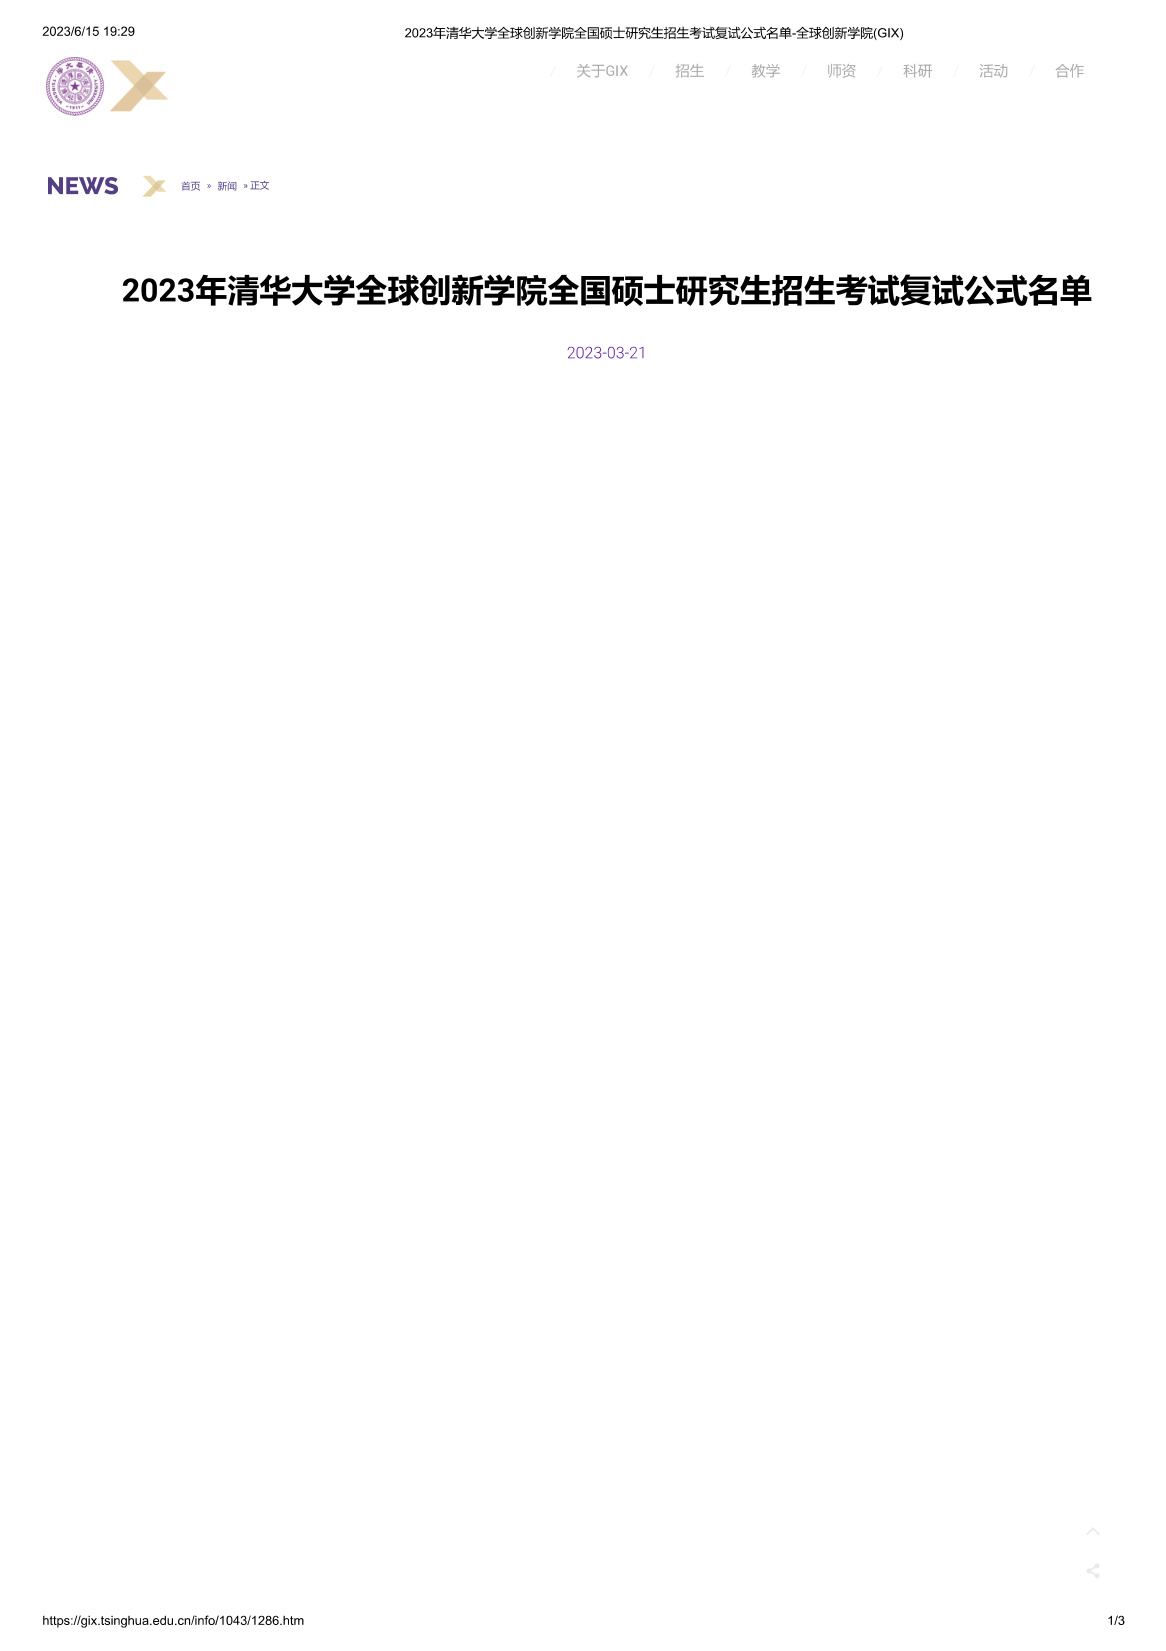 2023/6/15 19:29
2023年清华大学全球创新学院全国硕士研究生招生考试复试公式名单-全球创新学院(GIX)
/ 关于GIX / 招生 / 教学 / 师资 / 科研 / 活动 / 合作
NEWS 首页 » 新闻 » 正文
2023年清华大学全球创新学院全国硕士研究生招生考试复试公式名单
2023-03-21
https://gix.tsinghua.edu.cn/info/1043/1286.htm
1/3